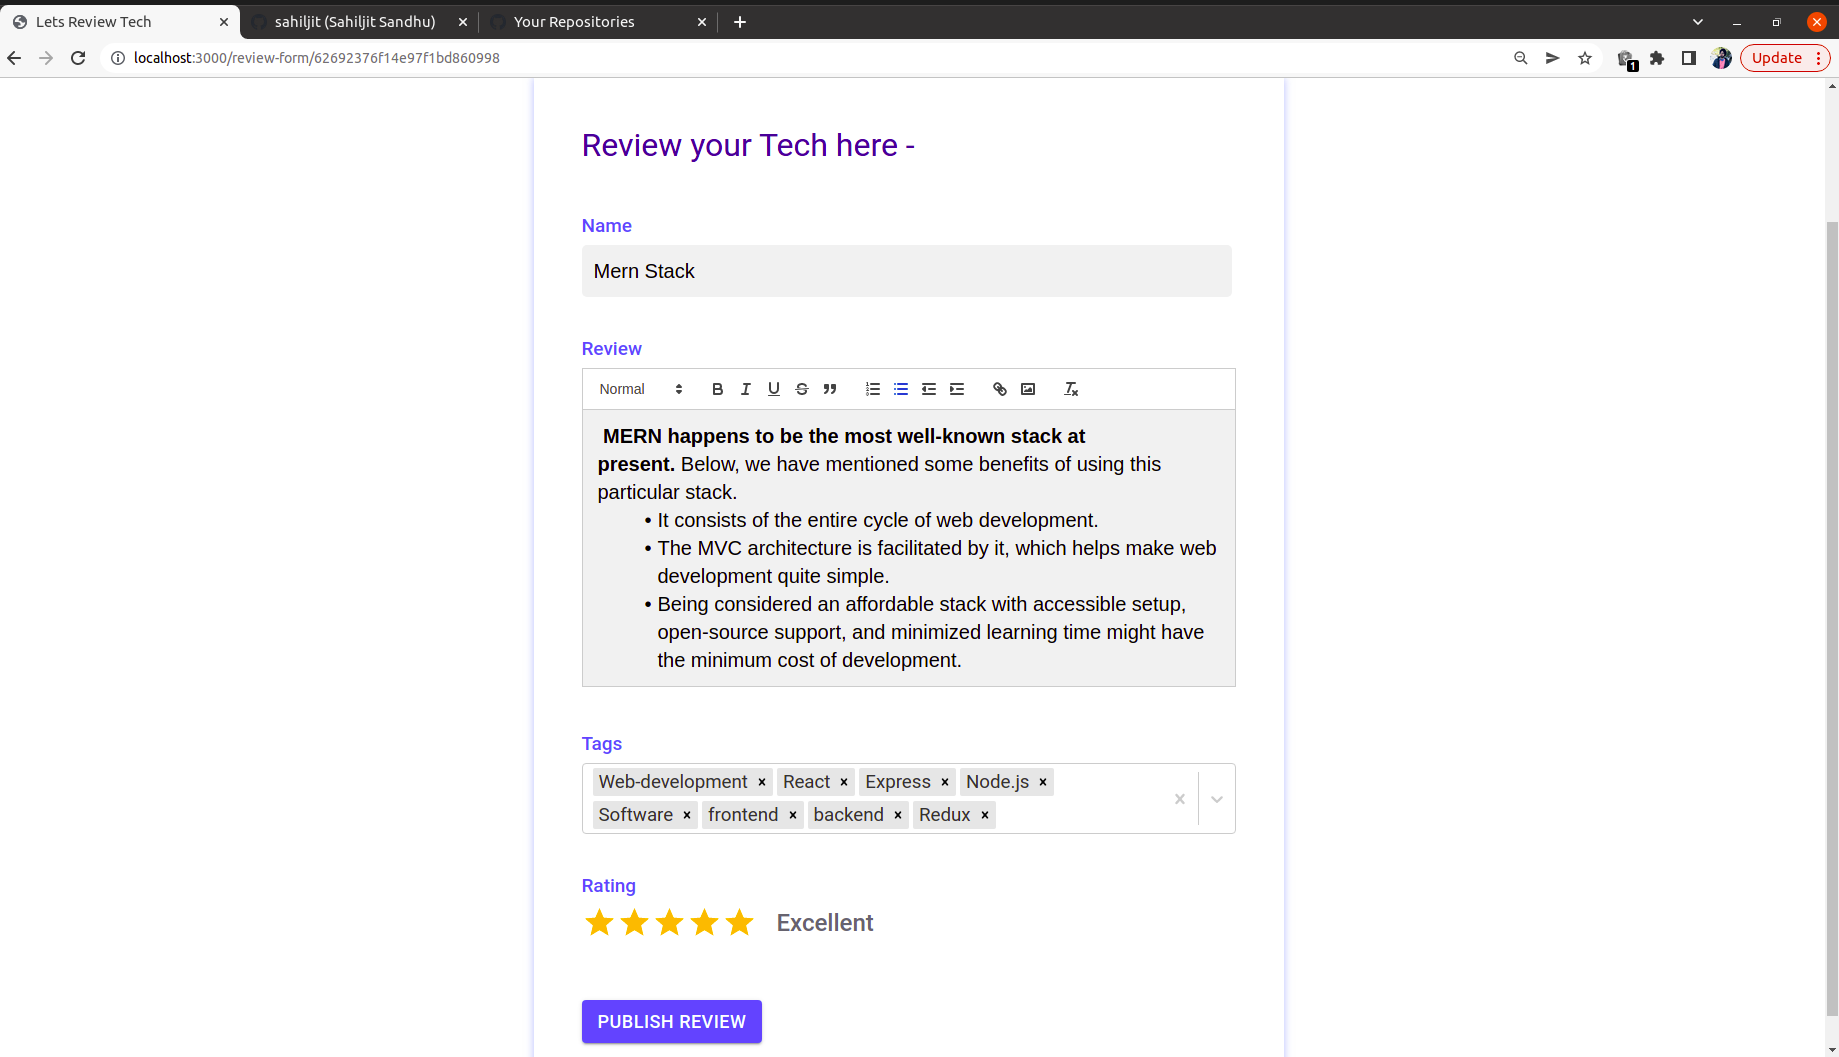 Lets Review Tech
sahiljit (Sahiljit Sandhu)
Your Repositories
localhost:3000/review-form/62692376f14e97f1bd860998
1
Update
Review your Tech here -
Name
Mern Stack
Review
Normal
B I U S
MERN happens to be the most well-known stack at
present. Below, we have mentioned some benefits of using this
particular stack.
• It consists of the entire cycle of web development.
• The MVC architecture is facilitated by it, which helps make web
development quite simple.
• Being considered an affordable stack with accessible setup,
open-source support, and minimized learning time might have
the minimum cost of development.
Tags
Web-development × React × Express × Node.js ×
Software × frontend × backend × Redux ×
Rating
Excellent
PUBLISH REVIEW